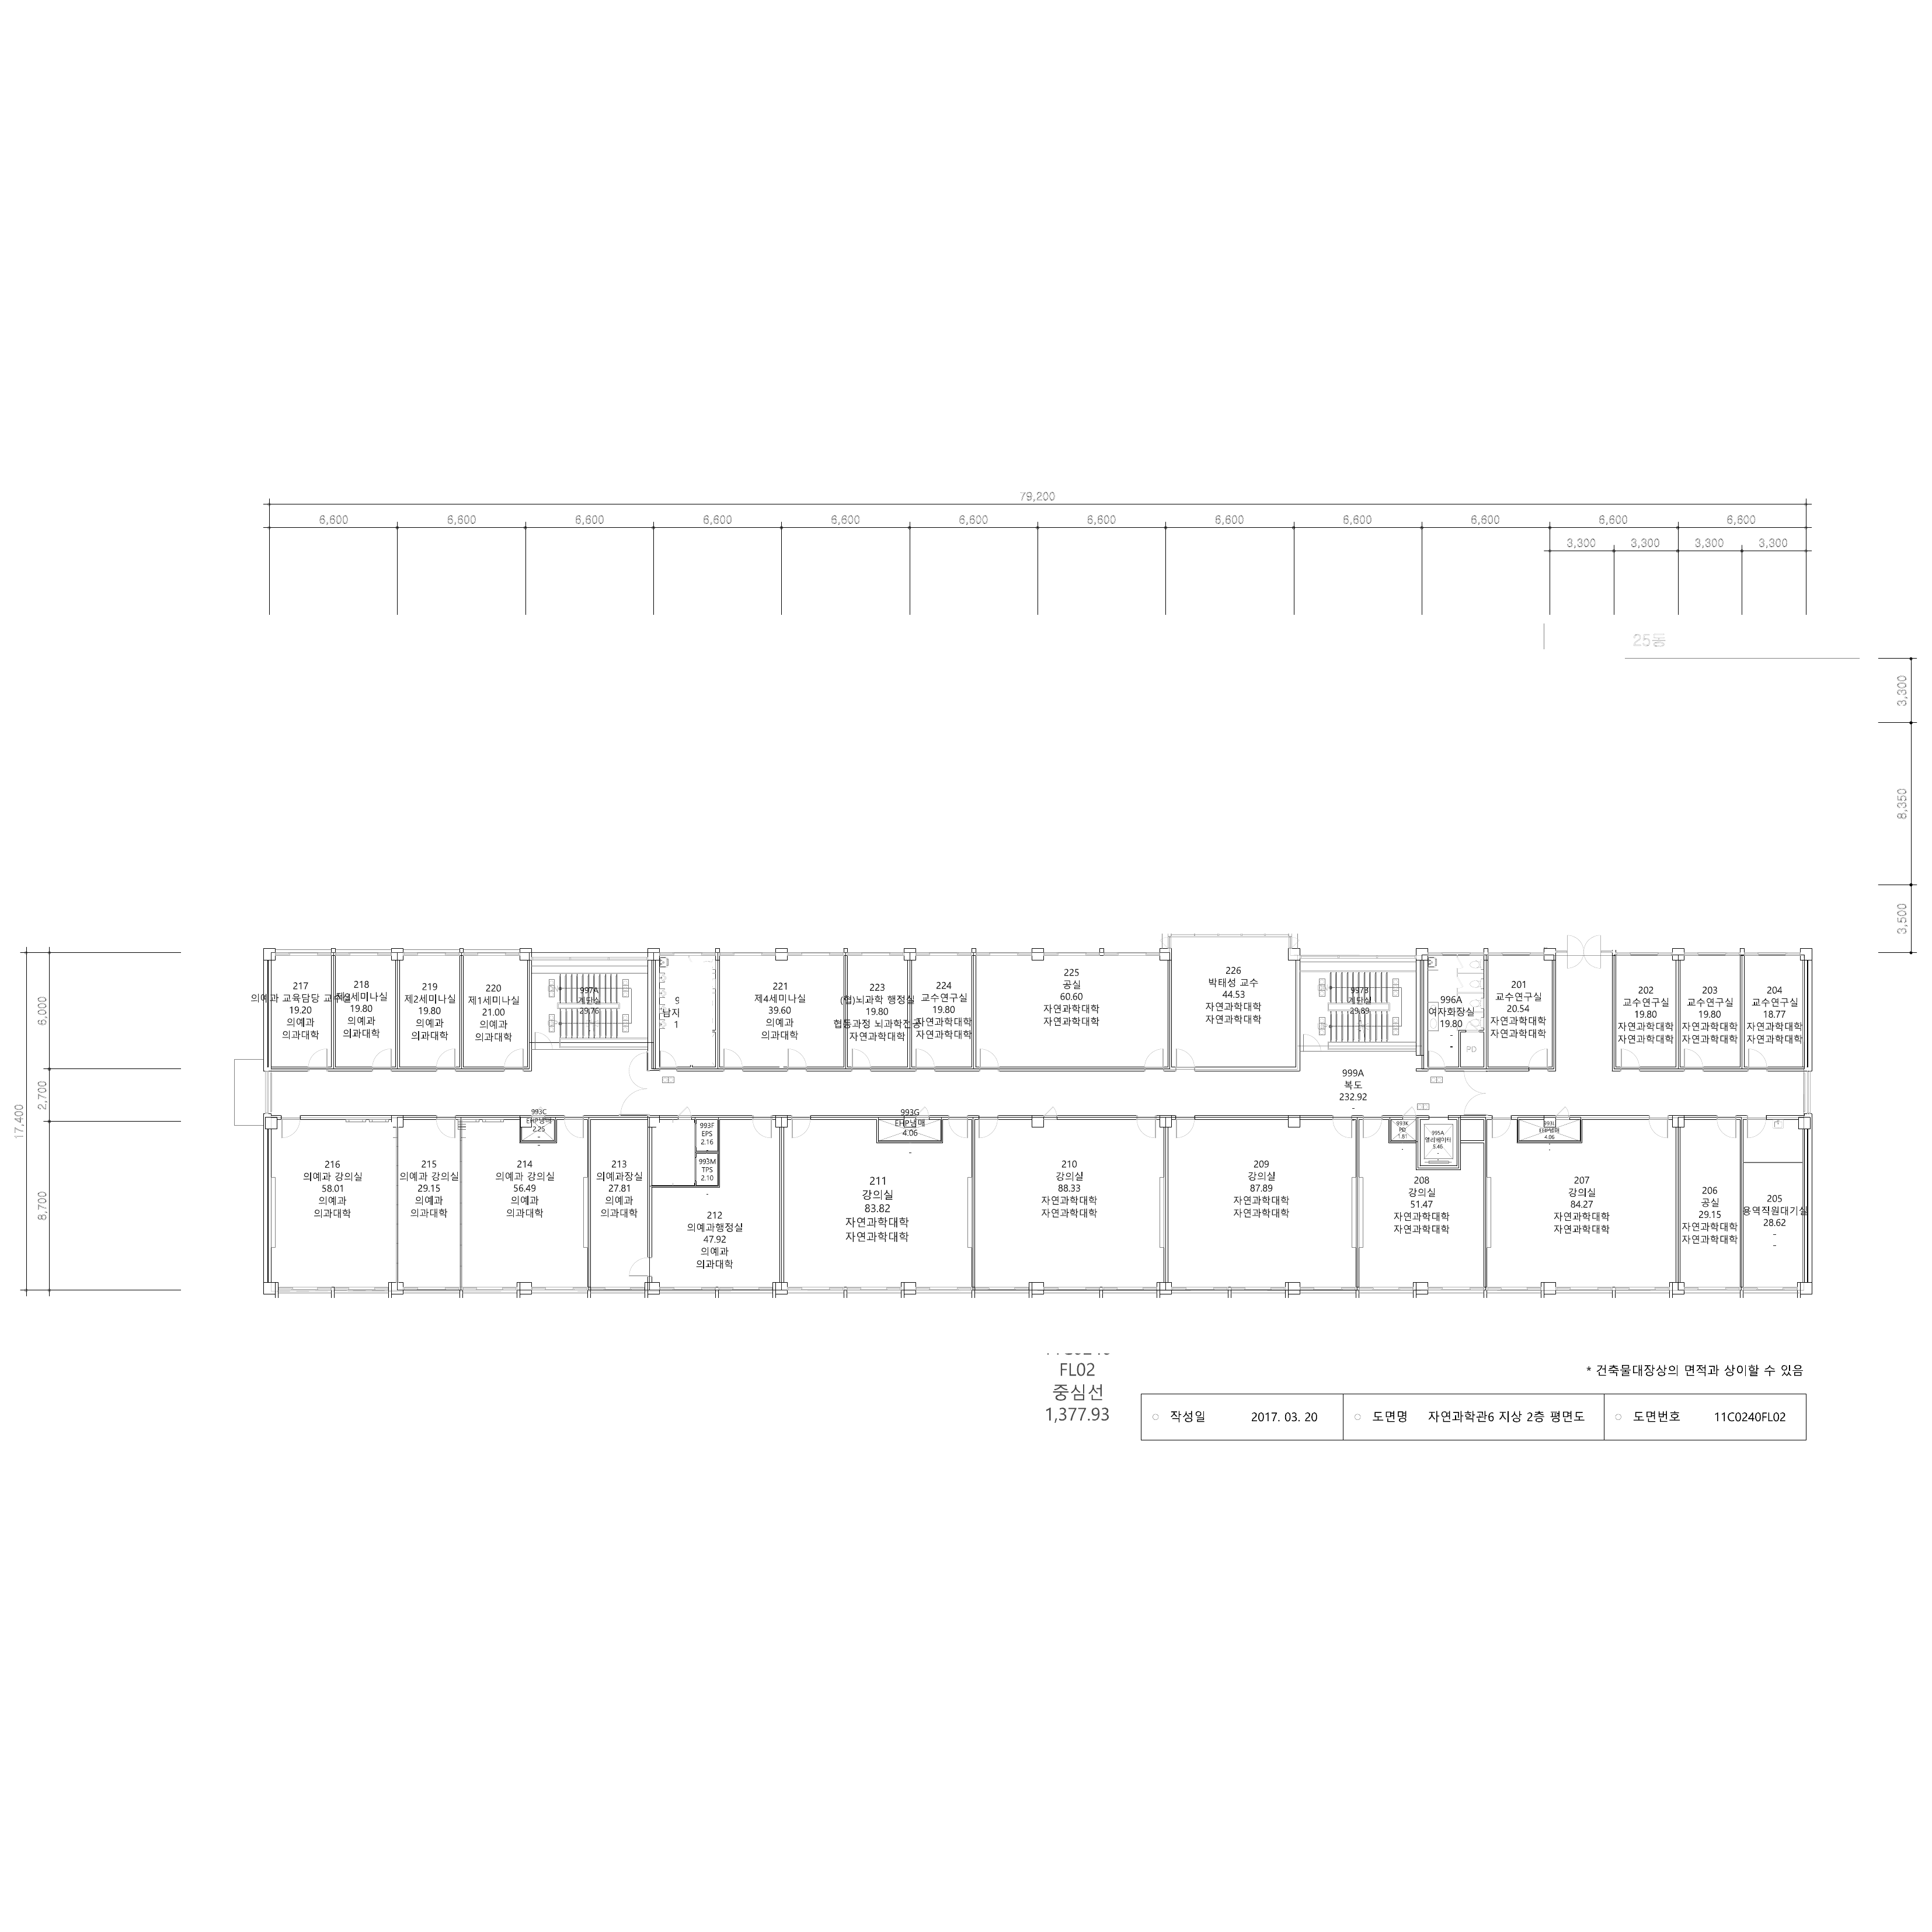 79,200
6,600
6,600
6,600
6,600
6,600
6,600
6,600
6,600
6,600
6,600
6,600
6,600
3,300
3,300
3,300
3,300
25동
3,300
8,350
3,500
6,000
2,700
8,700
17,400
217
의예과 교육담당
19.20
의예과
의과대학
218
19.80
의예과
의과대학
219
제2세미나실
19.80
의예과
의과대학
220
제1세미나실
21.00
의예과
의과대학
997A
계단실
29.76
221
제4세미나실
39.60
의예과
의과대학
223
(협)뇌과학 행정실
19.80
협동과정
자연과학대학
224
교수연구실
19.80
자연과학대학
자연과학대학
225
공실
60.60
자연과학대학
자연과학대학
226
박태성 교수
44.53
자연과학대학
자연과학대학
997B
계단실
29.89
996A
여자화장실
19.80
-
PD
201
교수연구실
20.54
자연과학대학
자연과학대학
202
교수연구실
19.80
자연과학대학
자연과학대학
203
교수연구실
19.80
자연과학대학
자연과학대학
204
교수연구실
18.77
자연과학대학
자연과학대학
999A
복도
232.92
-
216
의예과 강의실
58.01
의예과
의과대학
215
의예과 강의실
29.15
의예과
의과대학
993C
EHP냉매
2.25
-
214
의예과 강의실
56.49
의예과
의과대학
213
의예과장실
27.81
의예과
의과대학
993F
EPS
2.16
993M
TPS
2.10
-
212
의예과행정실
47.92
의예과
의과대학
993G
EHP냉매
4.06
-
211
강의실
83.82
자연과학대학
자연과학대학
210
강의실
88.33
자연과학대학
자연과학대학
209
강의실
87.89
자연과학대학
자연과학대학
PD
995A
엘리베이터
5.46
208
강의실
51.47
자연과학대학
자연과학대학
EHP냉매
4.06
-
207
강의실
84.27
자연과학대학
자연과학대학
206
공실
29.15
자연과학대학
자연과학대학
205
용역직원대기실
28.62
-
-
FL02
중심선
1,377.93
* 건축물대장상의 면적과 상이할 수 있음
○ 작성일 2017. 03. 20 ○ 도면명 자연과학관6 지상 2층 평면도 ○ 도면번호 11C0240FL02